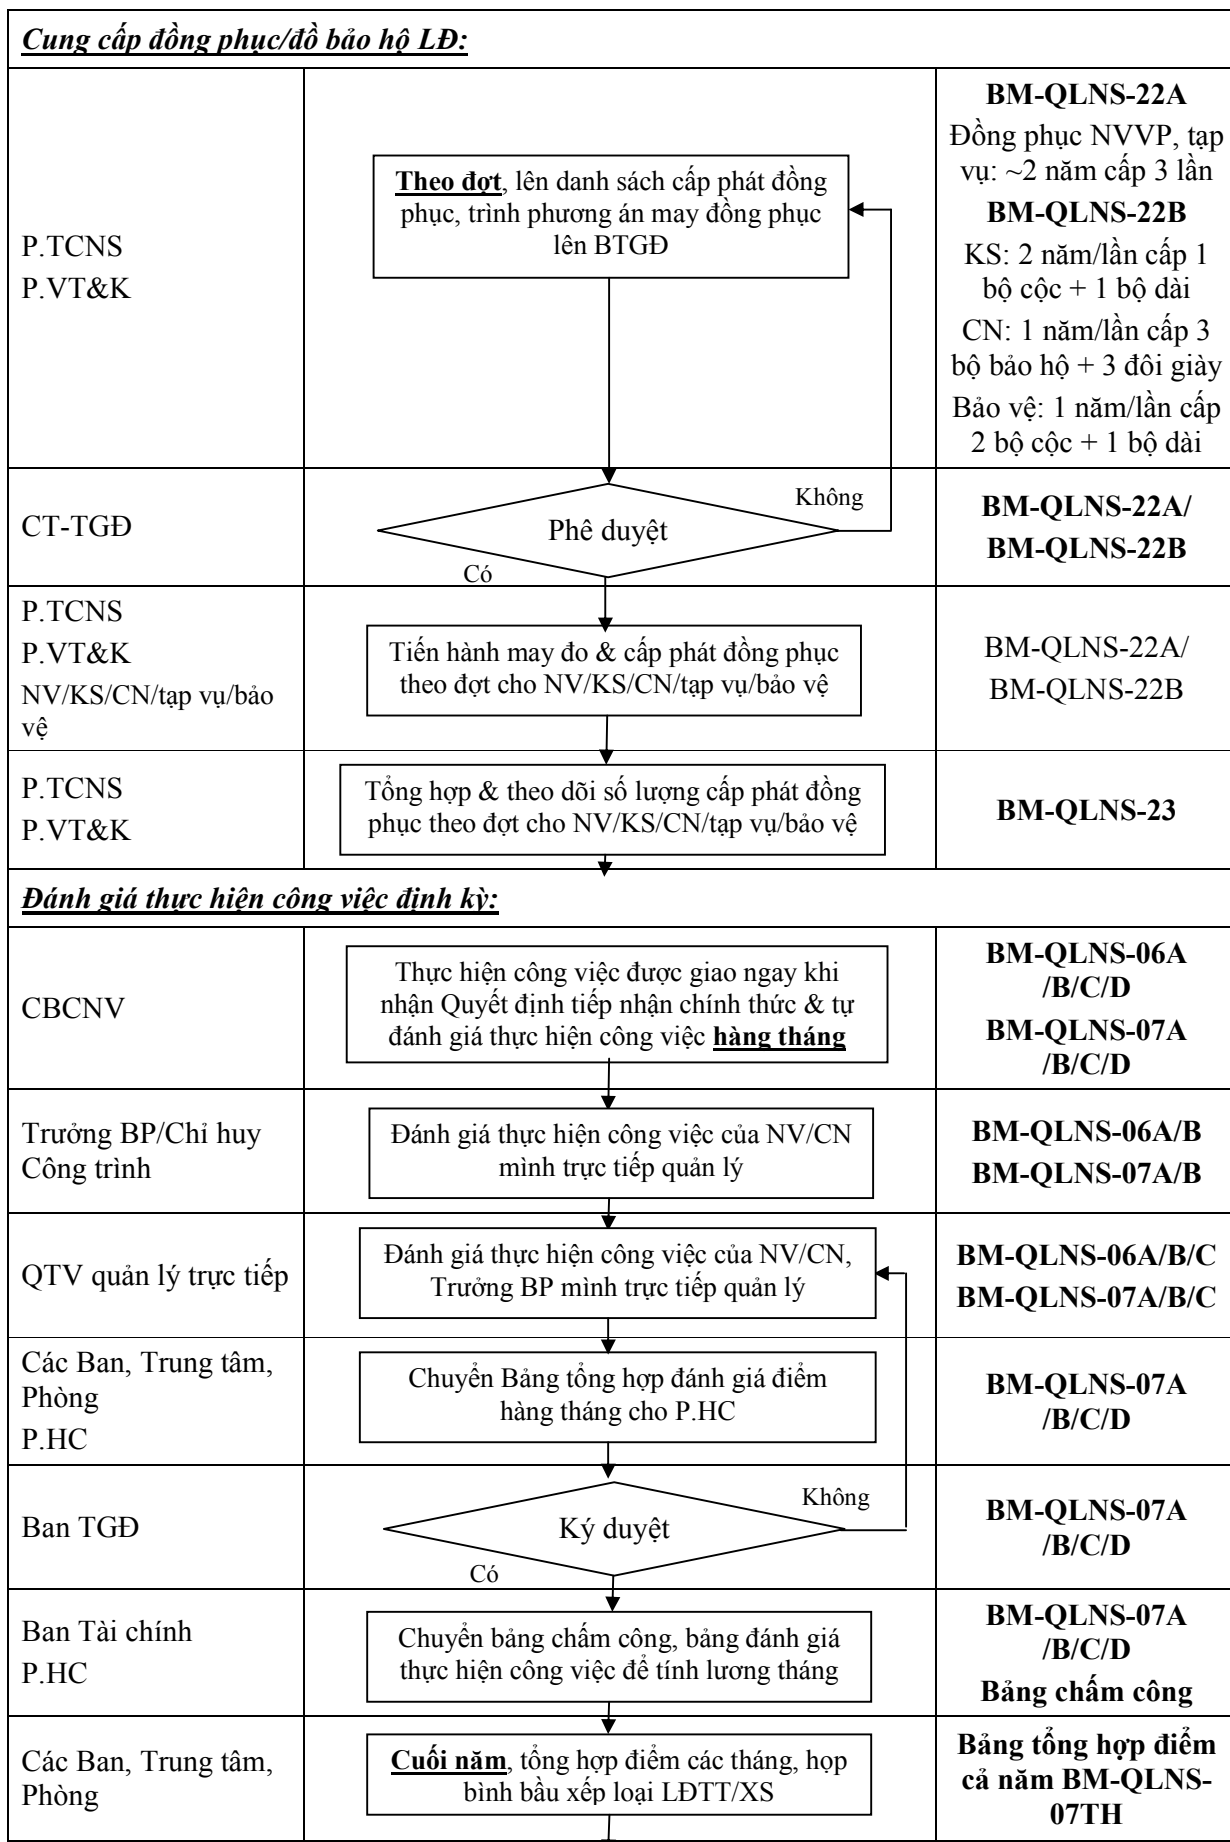 Cung cấp đồng phục/đồ bảo hộ LĐ:
P.TCNS
P.VT&K
Theo đợt, lên danh sách cấp phát đồng
phục, trình phương án may đồng phục
lên BTGĐ
BM-QLNS-22A
Đồng phục NVVP, tạp
vụ: ~2 năm cấp 3 lần
BM-QLNS-22B
KS: 2 năm/lần cấp 1
bộ cộc + 1 bộ dài
CN: 1 năm/lần cấp 3
bộ bảo hộ + 3 đôi giày
Bảo vệ: 1 năm/lần cấp
2 bộ cộc + 1 bộ dài
CT-TGĐ
Phê duyệt
Không
Có
BM-QLNS-22A/
BM-QLNS-22B
P.TCNS
P.VT&K
NV/KS/CN/tạp vụ/bảo
vệ
Tiến hành may đo & cấp phát đồng phục
theo đợt cho NV/KS/CN/tạp vụ/bảo vệ
BM-QLNS-22A/
BM-QLNS-22B
P.TCNS
P.VT&K
Tổng hợp & theo dõi số lượng cấp phát đồng
phục theo đợt cho NV/KS/CN/tạp vụ/bảo vệ
BM-QLNS-23
Đánh giá thực hiện công việc định kỳ:
CBCNV
Thực hiện công việc được giao ngay khi
nhận Quyết định tiếp nhận chính thức & tự
đánh giá thực hiện công việc hàng tháng
BM-QLNS-06A
/B/C/D
BM-QLNS-07A
/B/C/D
Trưởng BP/Chỉ huy
Công trình
Đánh giá thực hiện công việc của NV/CN
mình trực tiếp quản lý
BM-QLNS-06A/B
BM-QLNS-07A/B
QTV quản lý trực tiếp
Đánh giá thực hiện công việc của NV/CN,
Trưởng BP mình trực tiếp quản lý
BM-QLNS-06A/B/C
BM-QLNS-07A/B/C
Các Ban, Trung tâm,
Phòng
P.HC
Chuyển Bảng tổng hợp đánh giá điểm
hàng tháng cho P.HC
BM-QLNS-07A
/B/C/D
Ban TGĐ
Ký duyệt
Không
Có
BM-QLNS-07A
/B/C/D
Ban Tài chính
P.HC
Chuyển bảng chấm công, bảng đánh giá
thực hiện công việc để tính lương tháng
BM-QLNS-07A
/B/C/D
Bảng chấm công
Các Ban, Trung tâm,
Phòng
Cuối năm, tổng hợp điểm các tháng, họp
bình bầu xếp loại LĐTT/XS
Bảng tổng hợp điểm
cả năm BM-QLNS-
07TH